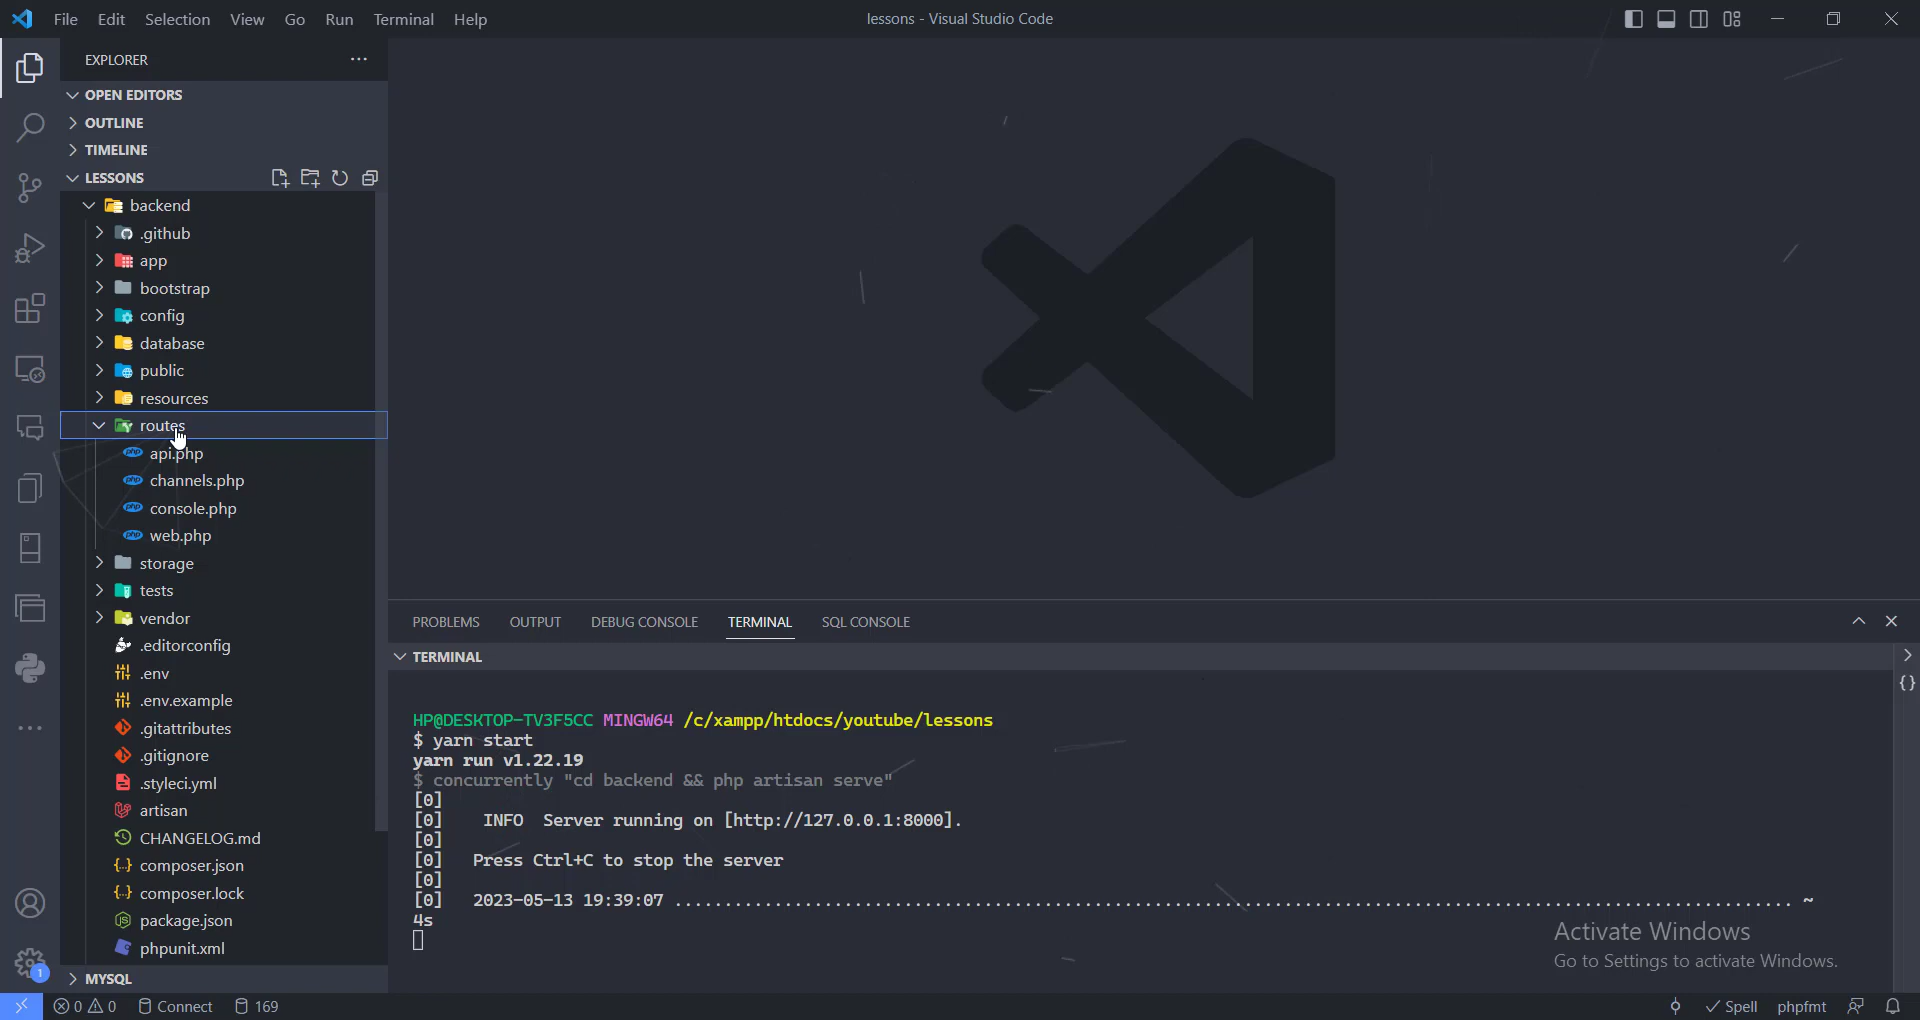 File Edit Selection View Go Run Terminal Help
lessons - Visual Studio Code
EXPLORER
OPEN EDITORS
OUTLINE
TIMELINE
LESSONS
backend
.github
app
bootstrap
config
database
public
resources
routes
api.php
channels.php
console.php
web.php
storage
tests
vendor
.editorconfig
.env
.env.example
.gitattributes
.gitignore
.styleci.yml
artisan
CHANGELOG.md
composer.json
composer.lock
package.json
phpunit.xml
MYSQL
PROBLEMS OUTPUT DEBUG CONSOLE TERMINAL SQL CONSOLE
TERMINAL
HP@DESKTOP-TV3F5CC MINGW64 /c/xampp/htdocs/youtube/lessons
$ yarn start
yarn run v1.22.19
$ concurrently "cd backend && php artisan serve"
[0]
[0] INFO Server running on [http://127.0.0.1:8000].
[0]
[0] Press Ctrl+C to stop the server
[0]
[0] 2023-05-13 19:39:07 ................................................................................................................ ~
4s
Activate Windows
Go to Settings to activate Windows.
1
0 0 Connect 169
Spell phpfmt